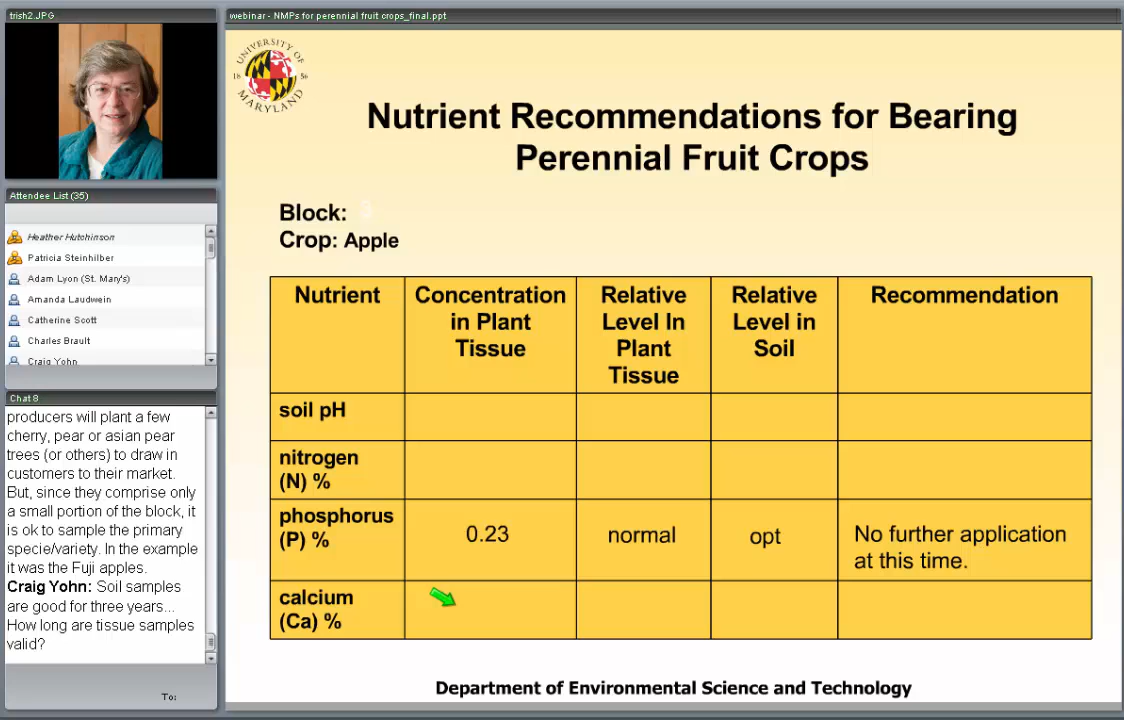 trish2.JPG
Attendee List (35)
Heather Hutchinson
Patricia Steinhilber
Adam Lyon (St. Mary's)
Amanda Laudwein
Catherine Scott
Charles Brault
Craig Yohn
Chat 8
producers will plant a few
cherry, pear or asian pear
trees (or others) to draw in
customers to their market.
But, since they comprise only
a small portion of the block, it
is ok to sample the primary
specie/variety. In the example
it was the Fuji apples.
Craig Yohn: Soil samples
are good for three years...
How long are tissue samples
valid?
To:
webinar - NMPs for perennial fruit crops_final.ppt
UNIVERSITY OF
18 56
MARYLAND
Nutrient Recommendations for Bearing
Perennial Fruit Crops
Block: 3
Crop: Apple
Nutrient
Concentration
in Plant
Tissue
Relative
Level In
Plant
Tissue
Relative
Level in
Soil
Recommendation
soil pH
nitrogen
(N) %
phosphorus
(P) %
0.23
normal
opt
No further application
at this time.
calcium
(Ca) %
Department of Environmental Science and Technology